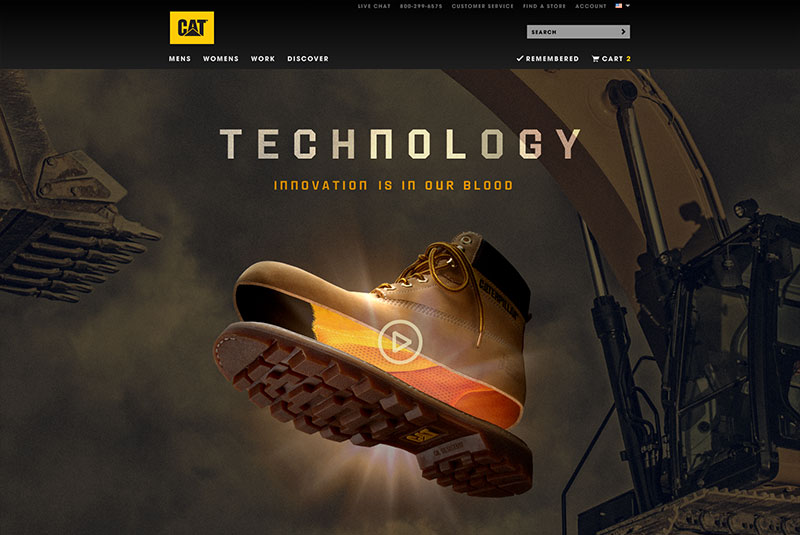 LIVE CHAT 800-299-6575 CUSTOMER SERVICE FIND A STORE ACCOUNT
CAT
SEARCH
MENS WOMENS WORK DISCOVER REMEMBERED CART 2
TECHNOLOGY
INNOVATION IS IN OUR BLOOD
CATERPILLAR
CAT